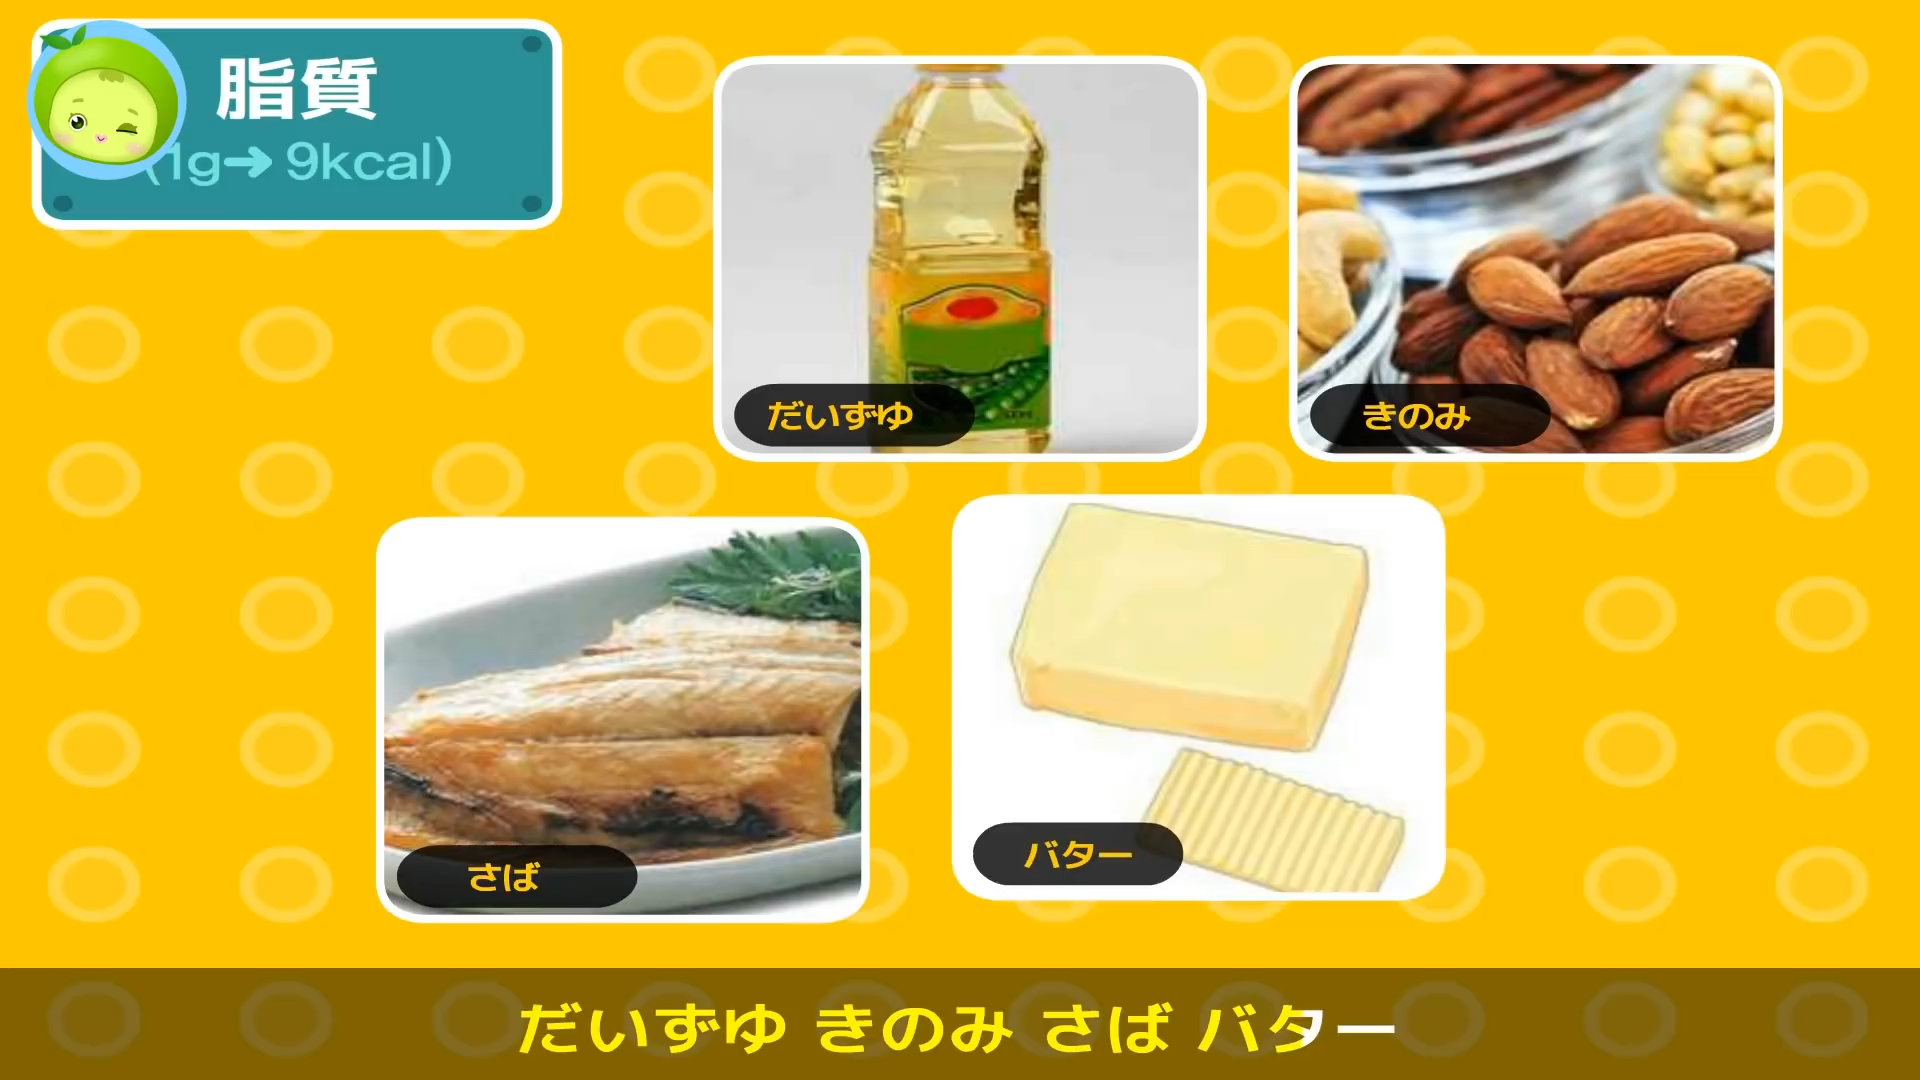 脂質
(1g→ 9kcal)
だいずゆ
きのみ
さば
バター
だいずゆ きのみ さば バター